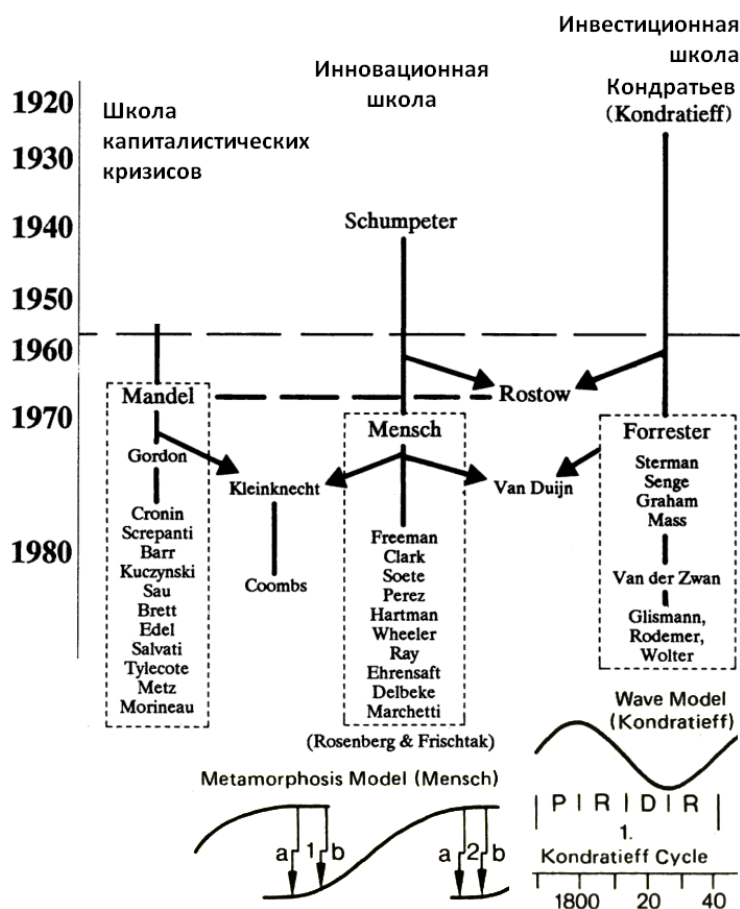 Инвестиционная
школа
Кондратьев
(Kondratieff)
Инновационная
школа
Школа
капиталистических
кризисов
1920
1930
1940
1950
1960
1970
1980
Schumpeter
Rostow
Mandel
Gordon
Cronin
Screpanti
Barr
Kuczynski
Sau
Brett
Edel
Salvati
Tylecote
Metz
Morineau
Kleinknecht
Coombs
Mensch
Freeman
Clark
Soete
Perez
Hartman
Wheeler
Ray
Ehrensaft
Delbeke
Marchetti
(Rosenberg & Frischtak)
Van Duijn
Forrester
Sterman
Senge
Graham
Mass
Van der Zwan
Glismann,
Rodemer,
Wolter
Metamorphosis Model (Mensch)
a 1 b
a 2 b
Wave Model
(Kondratieff)
| P | R | D | R |
1.
Kondratieff Cycle
1800 20 40